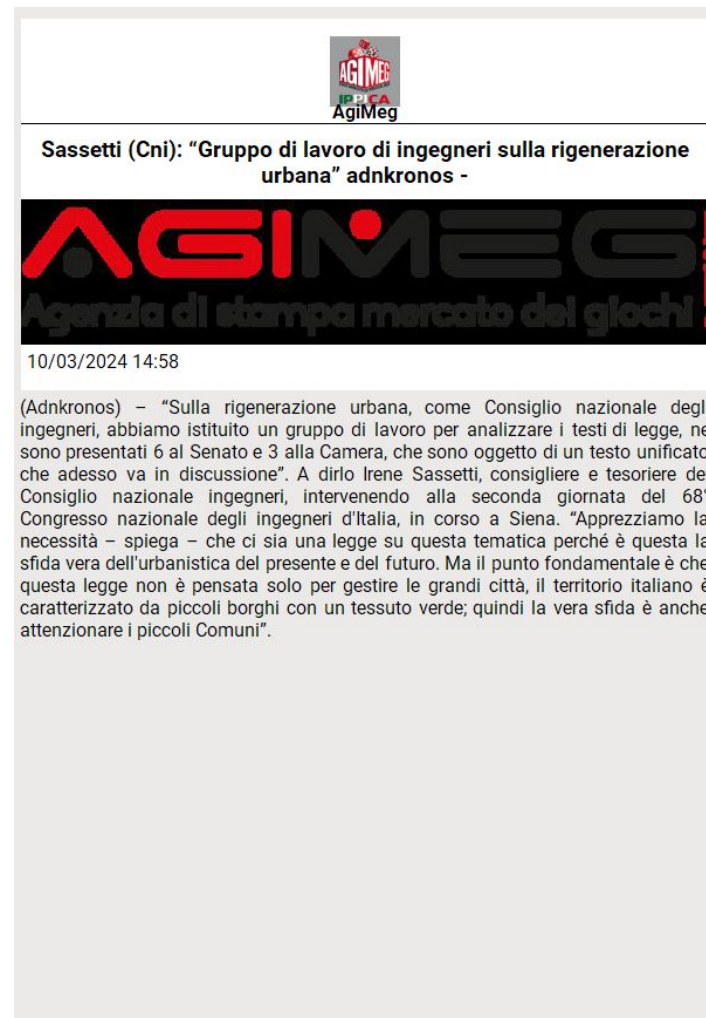 AGIMEG
IPPICA
AgiMeg
Sassetti (Cni): “Gruppo di lavoro di ingegneri sulla rigenerazione
urbana” adnkronos -
AGIMEG
Agenzia di stampa mercato dei giochi
10/03/2024 14:58
(Adnkronos) – “Sulla rigenerazione urbana, come Consiglio nazionale degl
ingegneri, abbiamo istituito un gruppo di lavoro per analizzare i testi di legge, ne
sono presentati 6 al Senato e 3 alla Camera, che sono oggetto di un testo unificato
che adesso va in discussione”. A dirlo Irene Sassetti, consigliere e tesoriere de
Consiglio nazionale ingegneri, intervenendo alla seconda giornata del 68°
Congresso nazionale degli ingegneri d'Italia, in corso a Siena. “Apprezziamo la
necessità – spiega – che ci sia una legge su questa tematica perché è questa la
sfida vera dell'urbanistica del presente e del futuro. Ma il punto fondamentale è che
questa legge non è pensata solo per gestire le grandi città, il territorio italiano è
caratterizzato da piccoli borghi con un tessuto verde; quindi la vera sfida è anche
attenzionare i piccoli Comuni”.